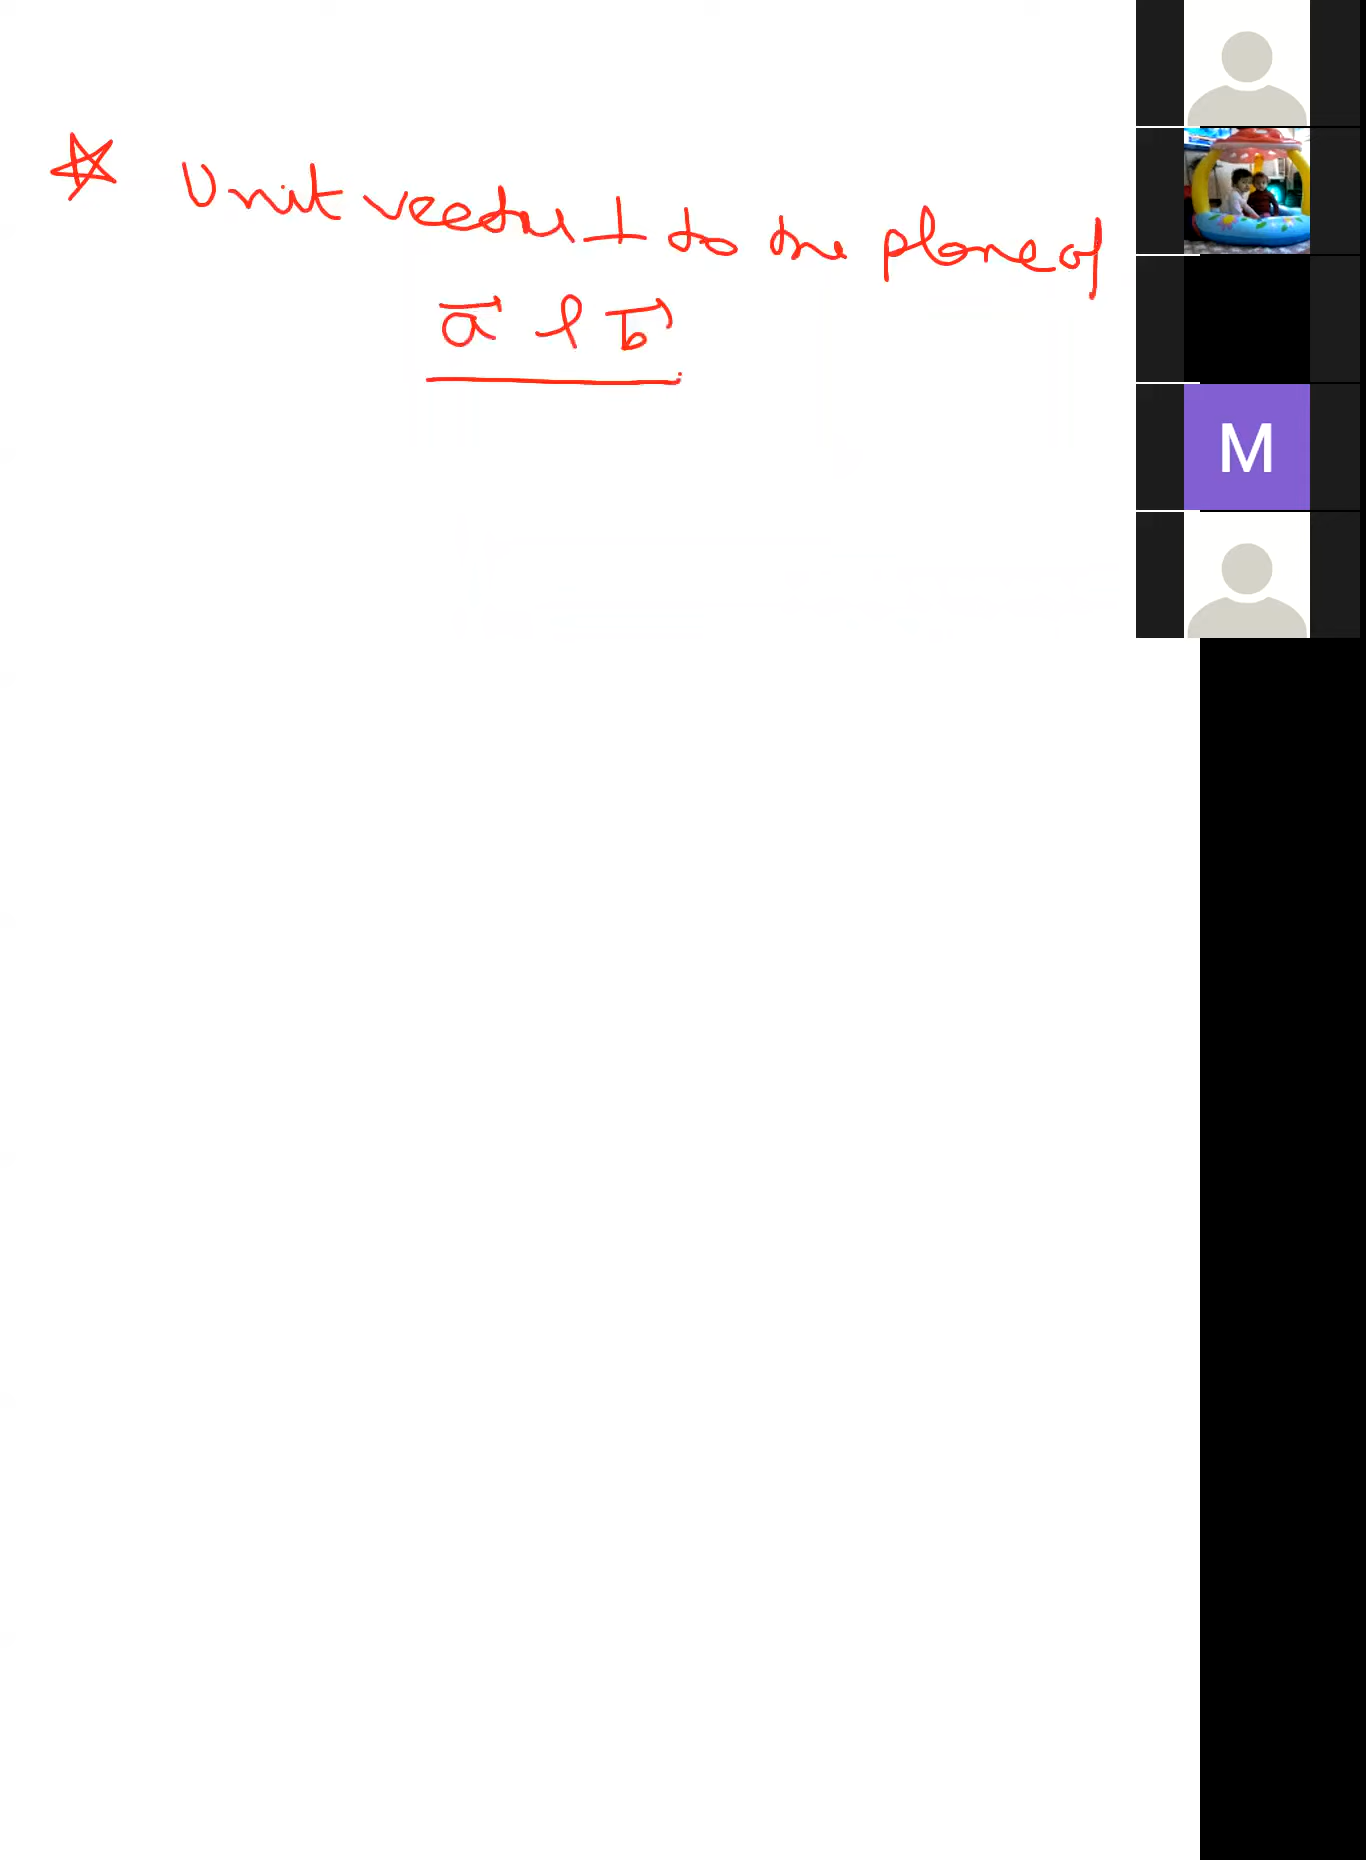 Unit vector ⊥ to the plane of
a⃗ & b⃗
M